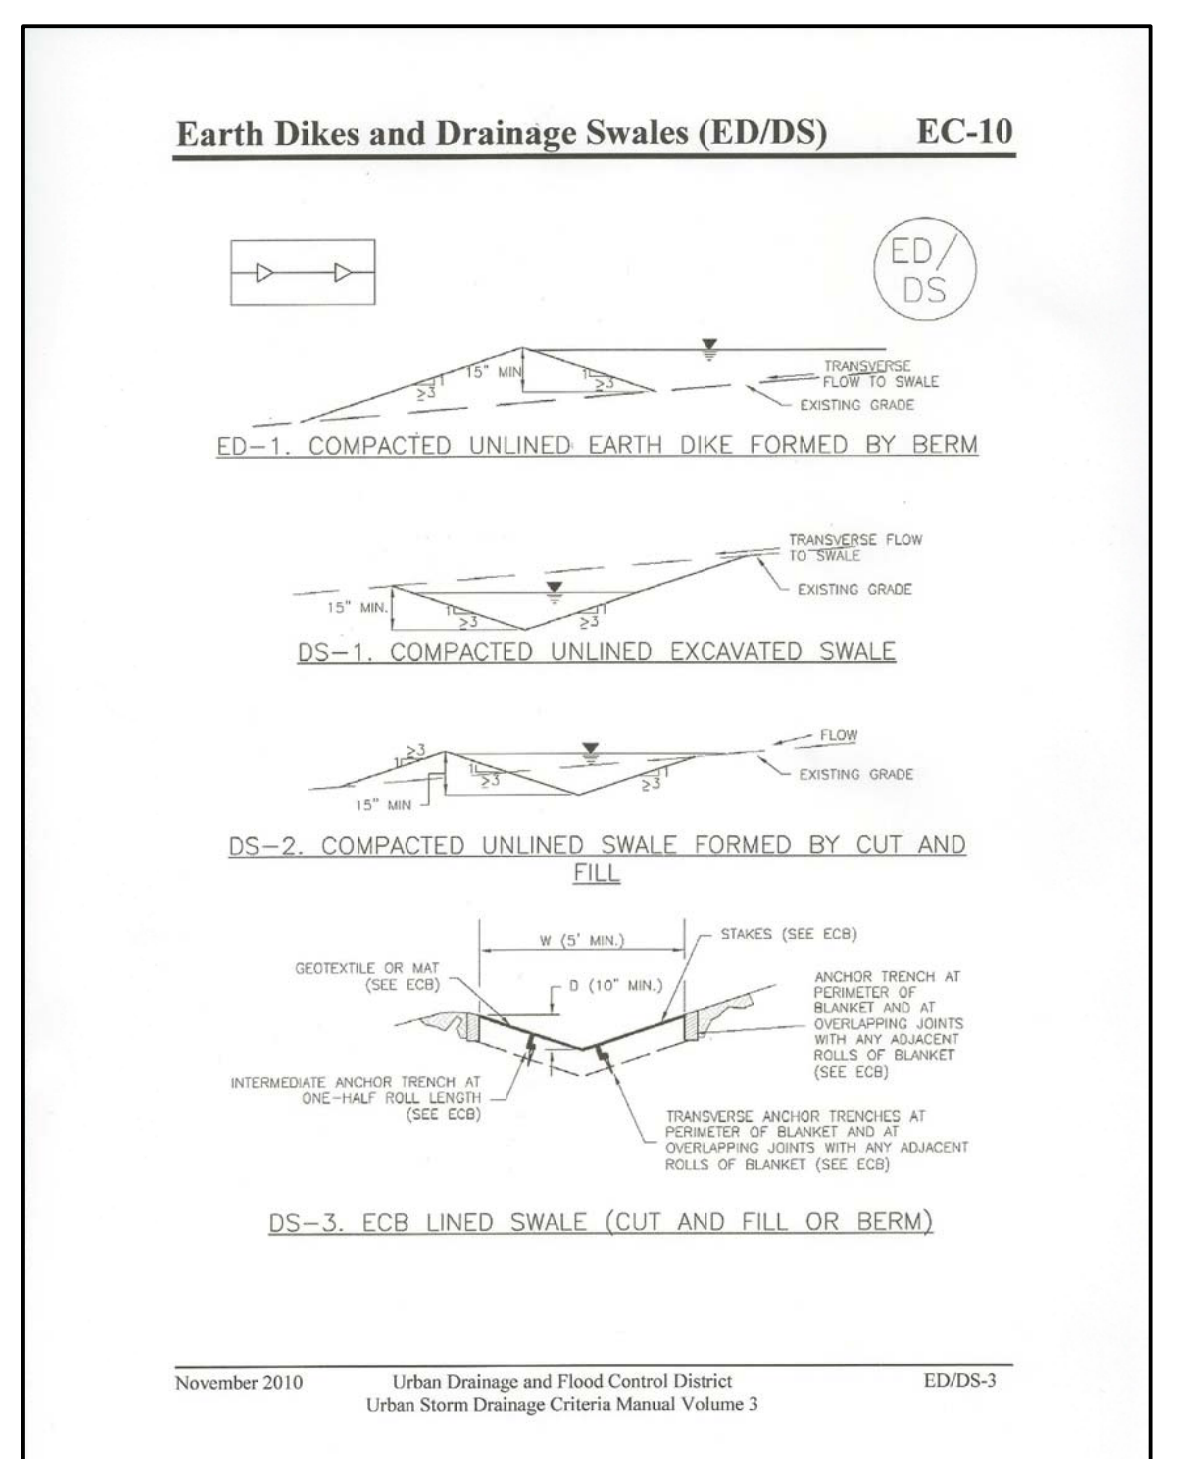 Earth Dikes and Drainage Swales (ED/DS) EC-10
ED/
DS
15" MIN
1
≥3
1
≥3
TRANSVERSE
FLOW TO SWALE
EXISTING GRADE
ED-1. COMPACTED UNLINED EARTH DIKE FORMED BY BERM
TRANSVERSE FLOW
TO SWALE
EXISTING GRADE
15" MIN.
1
≥3
1
≥3
DS-1. COMPACTED UNLINED EXCAVATED SWALE
FLOW
EXISTING GRADE
≥3
1
1
≥3
1
≥3
15" MIN
DS-2. COMPACTED UNLINED SWALE FORMED BY CUT AND
FILL
W (5' MIN.)
STAKES (SEE ECB)
GEOTEXTILE OR MAT
(SEE ECB)
D (10" MIN.)
ANCHOR TRENCH AT
PERIMETER OF
BLANKET AND AT
OVERLAPPING JOINTS
WITH ANY ADJACENT
ROLLS OF BLANKET
(SEE ECB)
INTERMEDIATE ANCHOR TRENCH AT
ONE-HALF ROLL LENGTH
(SEE ECB)
TRANSVERSE ANCHOR TRENCHES AT
PERIMETER OF BLANKET AND AT
OVERLAPPING JOINTS WITH ANY ADJACENT
ROLLS OF BLANKET (SEE ECB)
DS-3. ECB LINED SWALE (CUT AND FILL OR BERM)
November 2010 Urban Drainage and Flood Control District ED/DS-3
Urban Storm Drainage Criteria Manual Volume 3